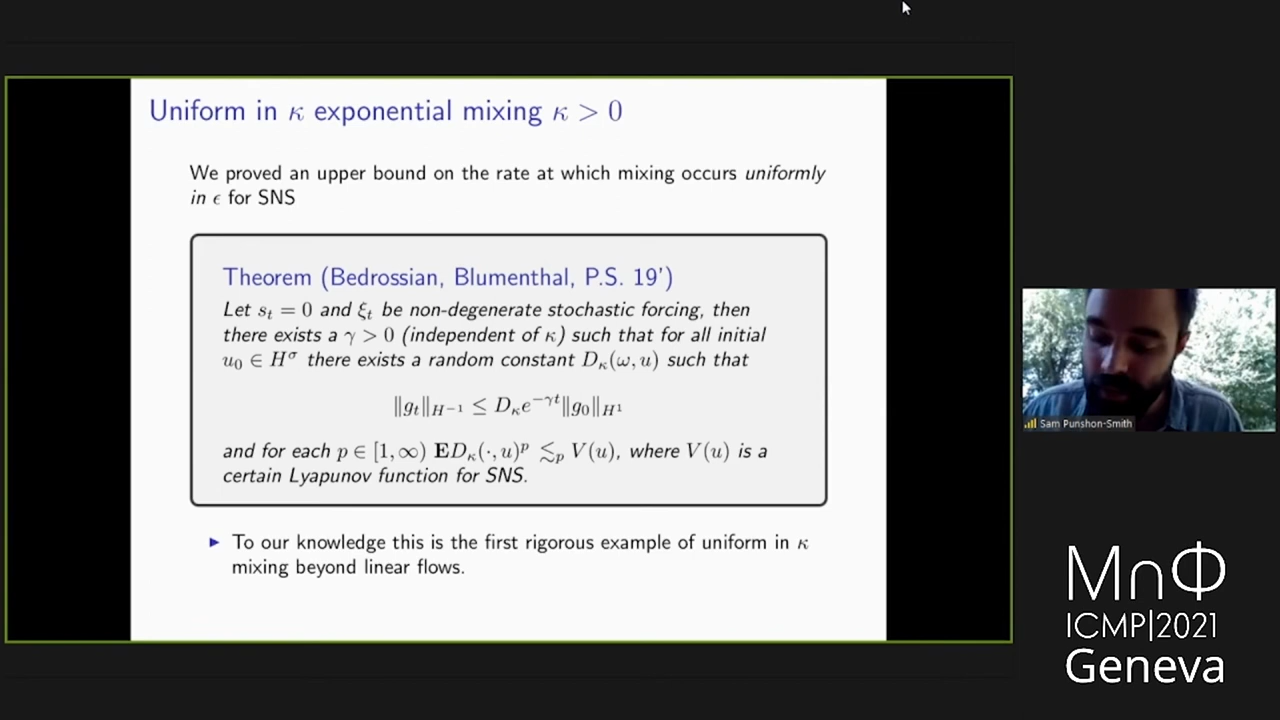 Uniform in κ exponential mixing κ > 0
We proved an upper bound on the rate at which mixing occurs uniformly
in ϵ for SNS
Theorem (Bedrossian, Blumenthal, P.S. 19')
Let s_t = 0 and ξ_t be non-degenerate stochastic forcing, then
there exists a γ > 0 (independent of κ) such that for all initial
u_0 ∈ H^σ there exists a random constant D_κ(ω, u) such that
‖g_t‖_{H^{-1}} ≤ D_κ e^{-γt} ‖g_0‖_{H^1}
and for each p ∈ [1, ∞) E D_κ(·, u)^p ≲_p V(u), where V(u) is a
certain Lyapunov function for SNS.
▶ To our knowledge this is the first rigorous example of uniform in κ
mixing beyond linear flows.
Sam Punshon-Smith
M∩Φ
ICMP|2021
Geneva